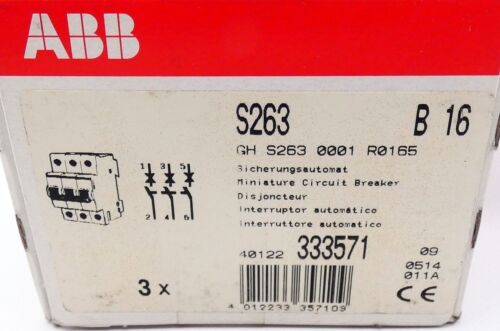 ABB
S263 B 16
GH S263 0001 R0165
Sicherungsautomat
Miniature Circuit Breaker
Disjoncteur
Interruptor automático
Interruttore automatico
1 3 5
2 4 6
40122 333571 09
0514
011A
3 x
CE
4 012233 357109